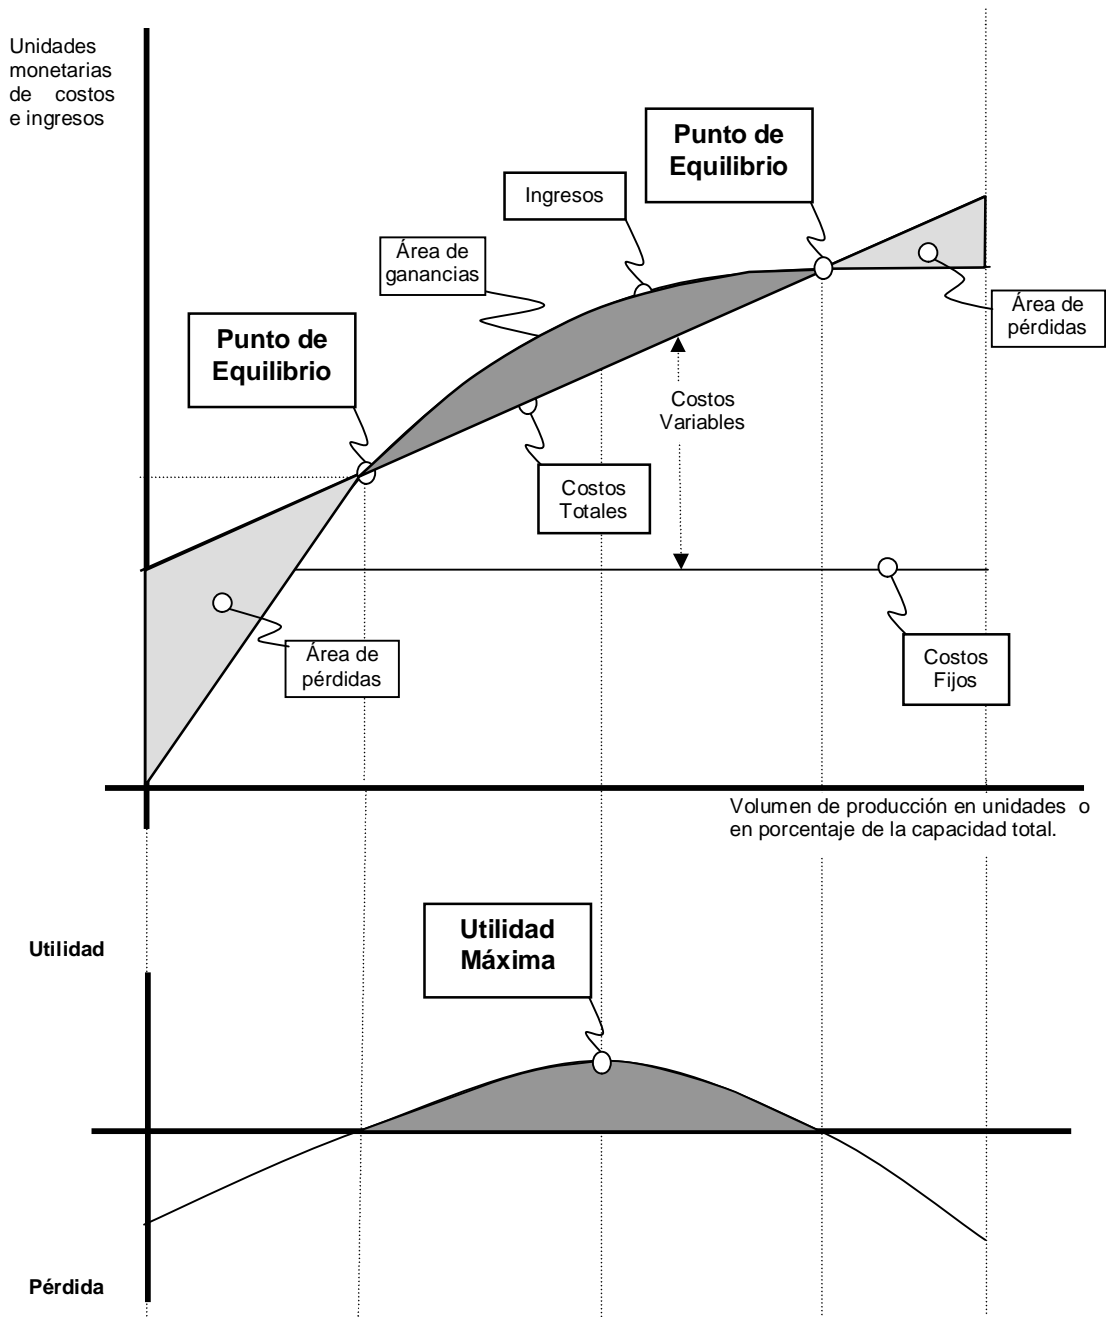 Unidades
monetarias
de costos
e ingresos
Punto de
Equilibrio
Ingresos
Área de
ganancias
Área de
pérdidas
Punto de
Equilibrio
Costos
Variables
Costos
Totales
Área de
pérdidas
Costos
Fijos
Volumen de producción en unidades o
en porcentaje de la capacidad total.
Utilidad
Máxima
Utilidad
Pérdida